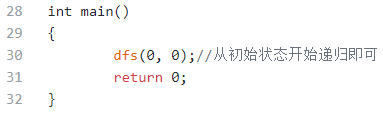 28 int main()
29 {
30         dfs(0, 0);//从初始状态开始递归即可
31         return 0;
32 }